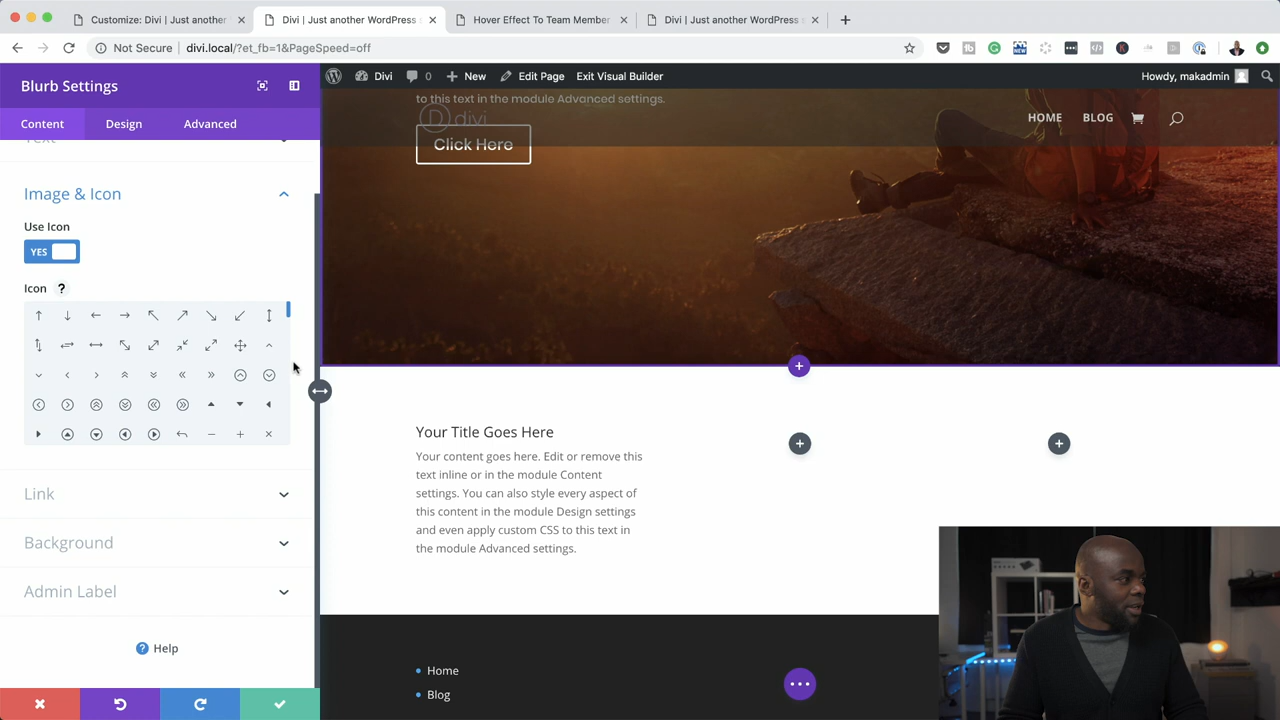 Customize: Divi | Just another
Divi | Just another WordPress
Hover Effect To Team Member
Divi | Just another WordPress
Not Secure | divi.local/?et_fb=1&PageSpeed=off
Blurb Settings
Divi
0
New
Edit Page
Exit Visual Builder
Howdy, makadmin
Content
Design
Advanced
to this text in the module Advanced settings.
D divi
HOME
BLOG
Click Here
Text
Image & Icon
Use Icon
YES
Icon ?
Link
Background
Admin Label
? Help
Your Title Goes Here
Your content goes here. Edit or remove this
text inline or in the module Content
settings. You can also style every aspect of
this content in the module Design settings
and even apply custom CSS to this text in
the module Advanced settings.
Home
Blog